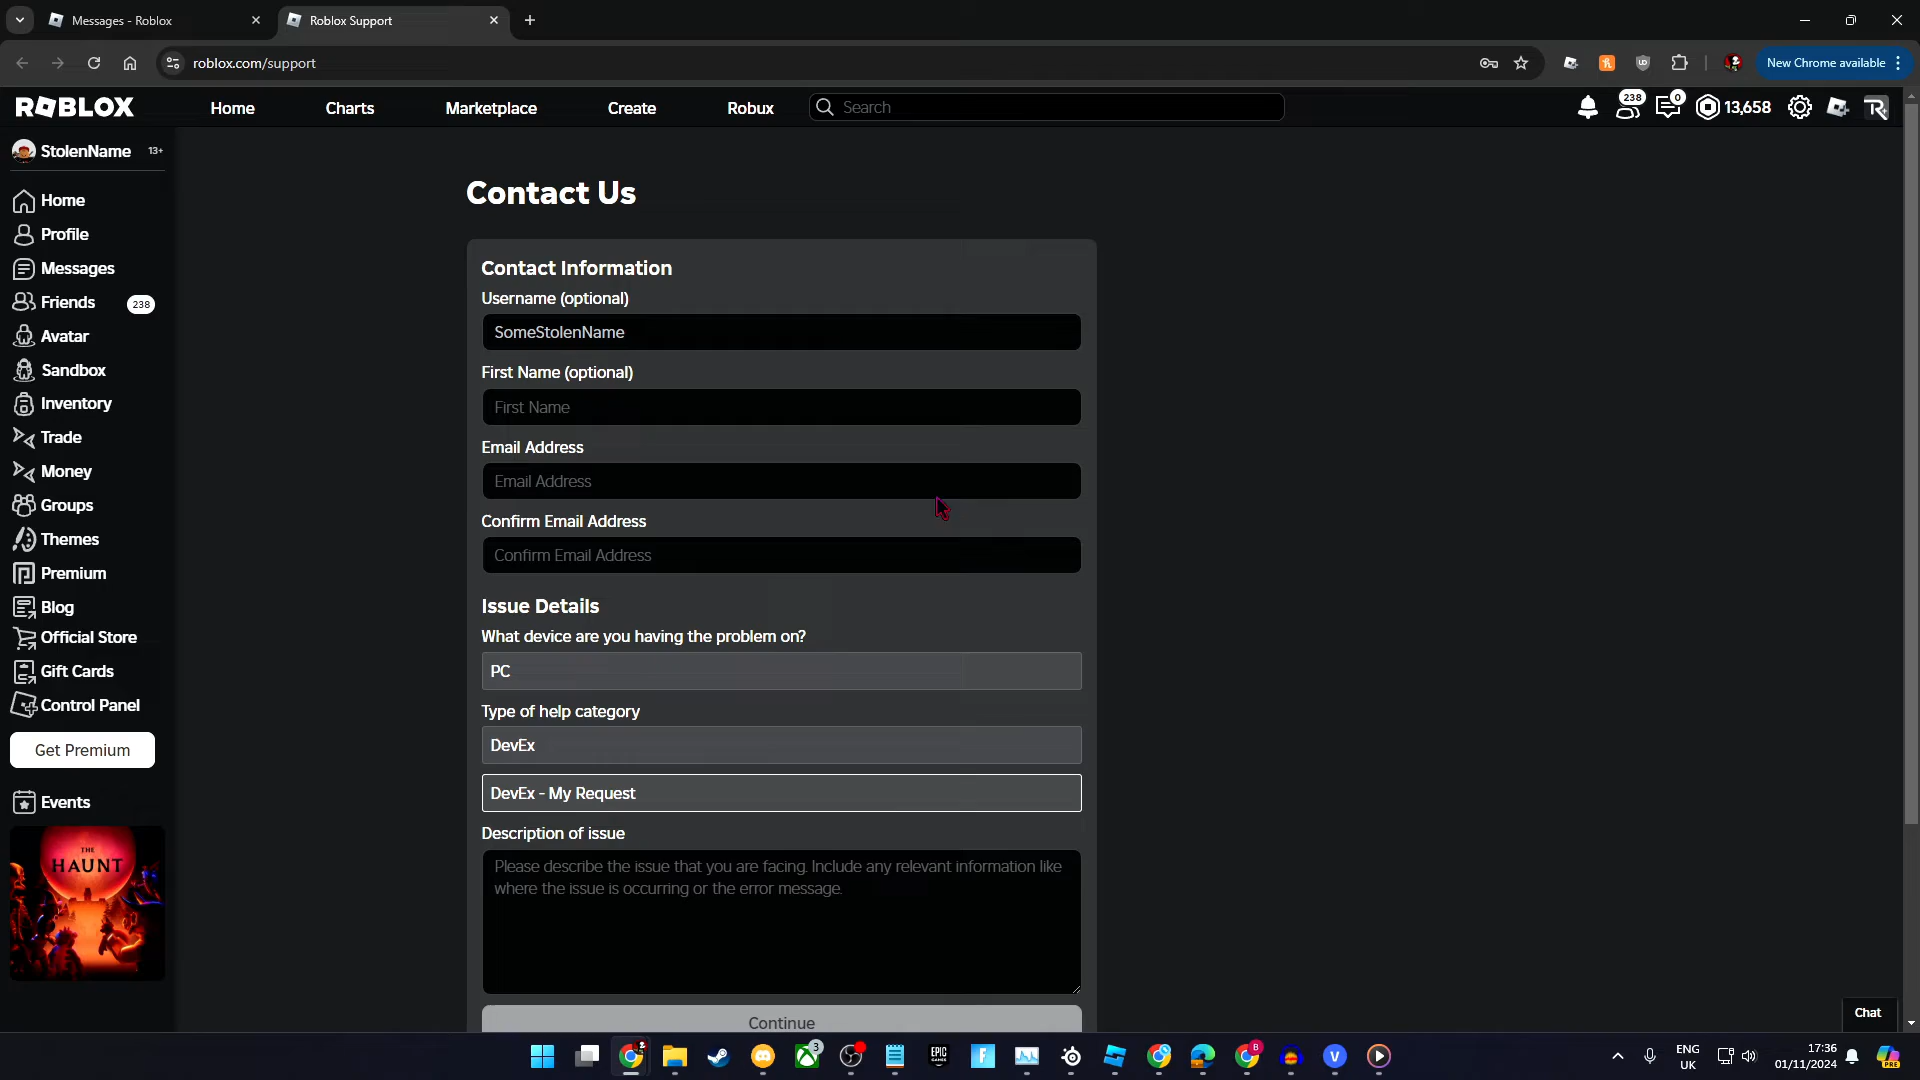 Messages - Roblox
Roblox Support
roblox.com/support
New Chrome available
ROBLOX
Home
Charts
Marketplace
Create
Robux
Search
238
0
13,658
StolenName
13+
Home
Profile
Messages
Friends
238
Avatar
Sandbox
Inventory
Trade
Money
Groups
Themes
Premium
Blog
Official Store
Gift Cards
Control Panel
Get Premium
Events
THE
HAUNT
Contact Us
Contact Information
Username (optional)
SomeStolenName
First Name (optional)
First Name
Email Address
Email Address
Confirm Email Address
Confirm Email Address
Issue Details
What device are you having the problem on?
PC
Type of help category
DevEx
DevEx - My Request
Description of issue
Please describe the issue that you are facing. Include any relevant information like
where the issue is occurring or the error message.
Continue
Chat
3
EPIC
GAMES
F
B
V
ENG
UK
17:36
01/11/2024
PRE